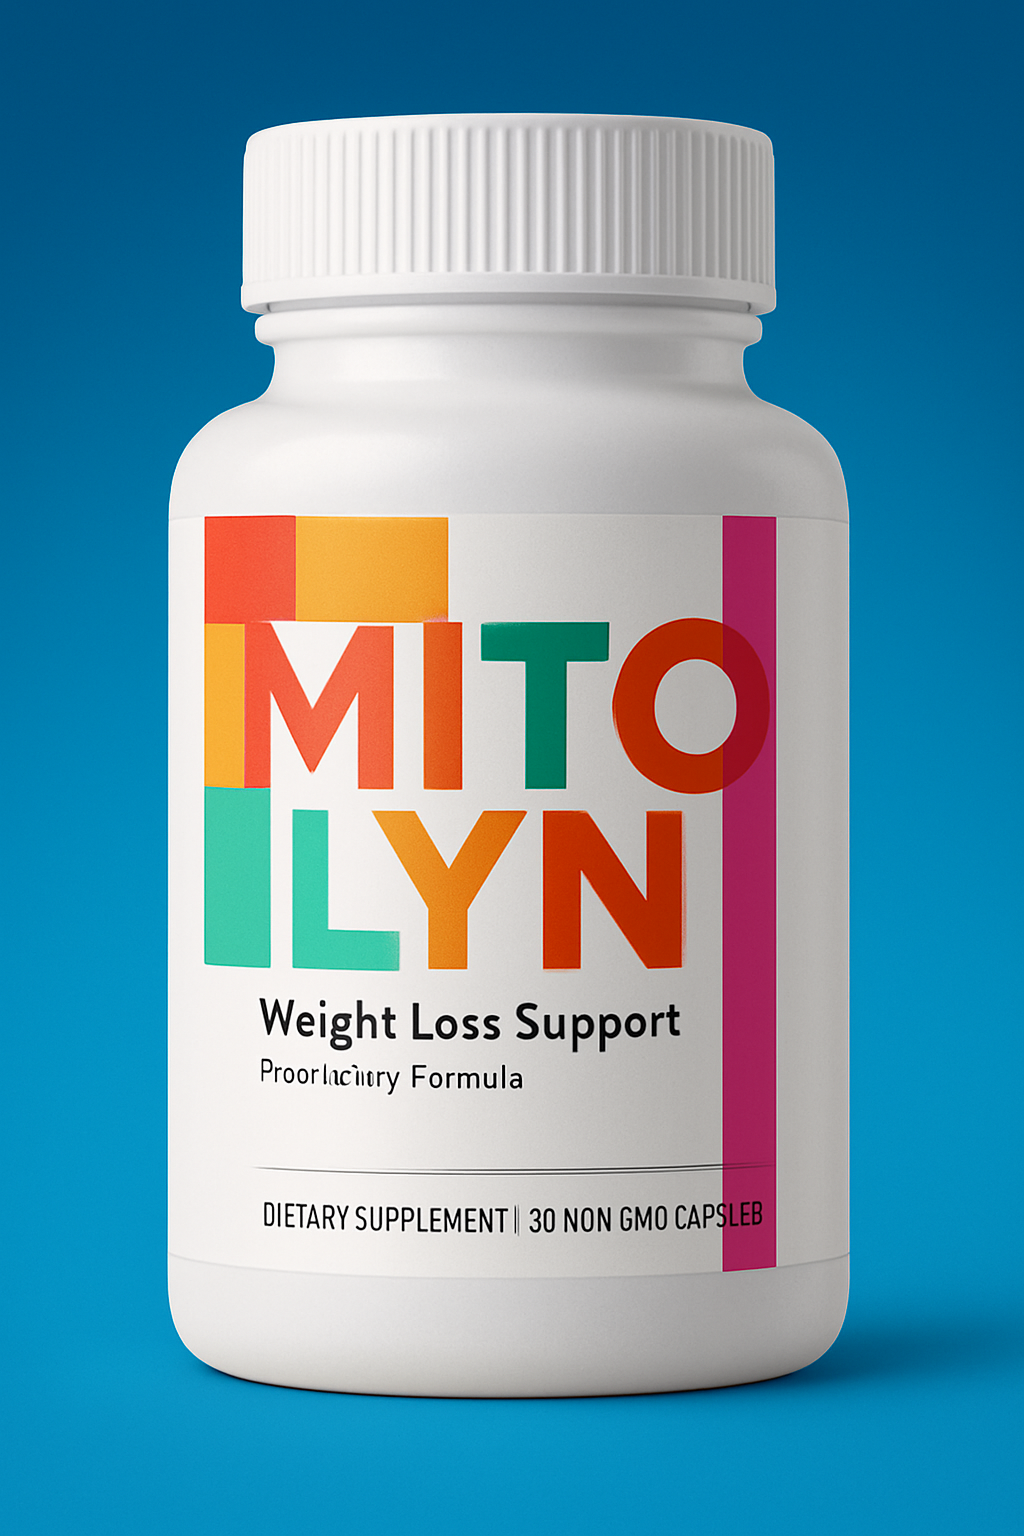 MITO
LYN
Weight Loss Support
Formula
DIETARY SUPPLEMENT || 30 NON GMO CAPSLEB